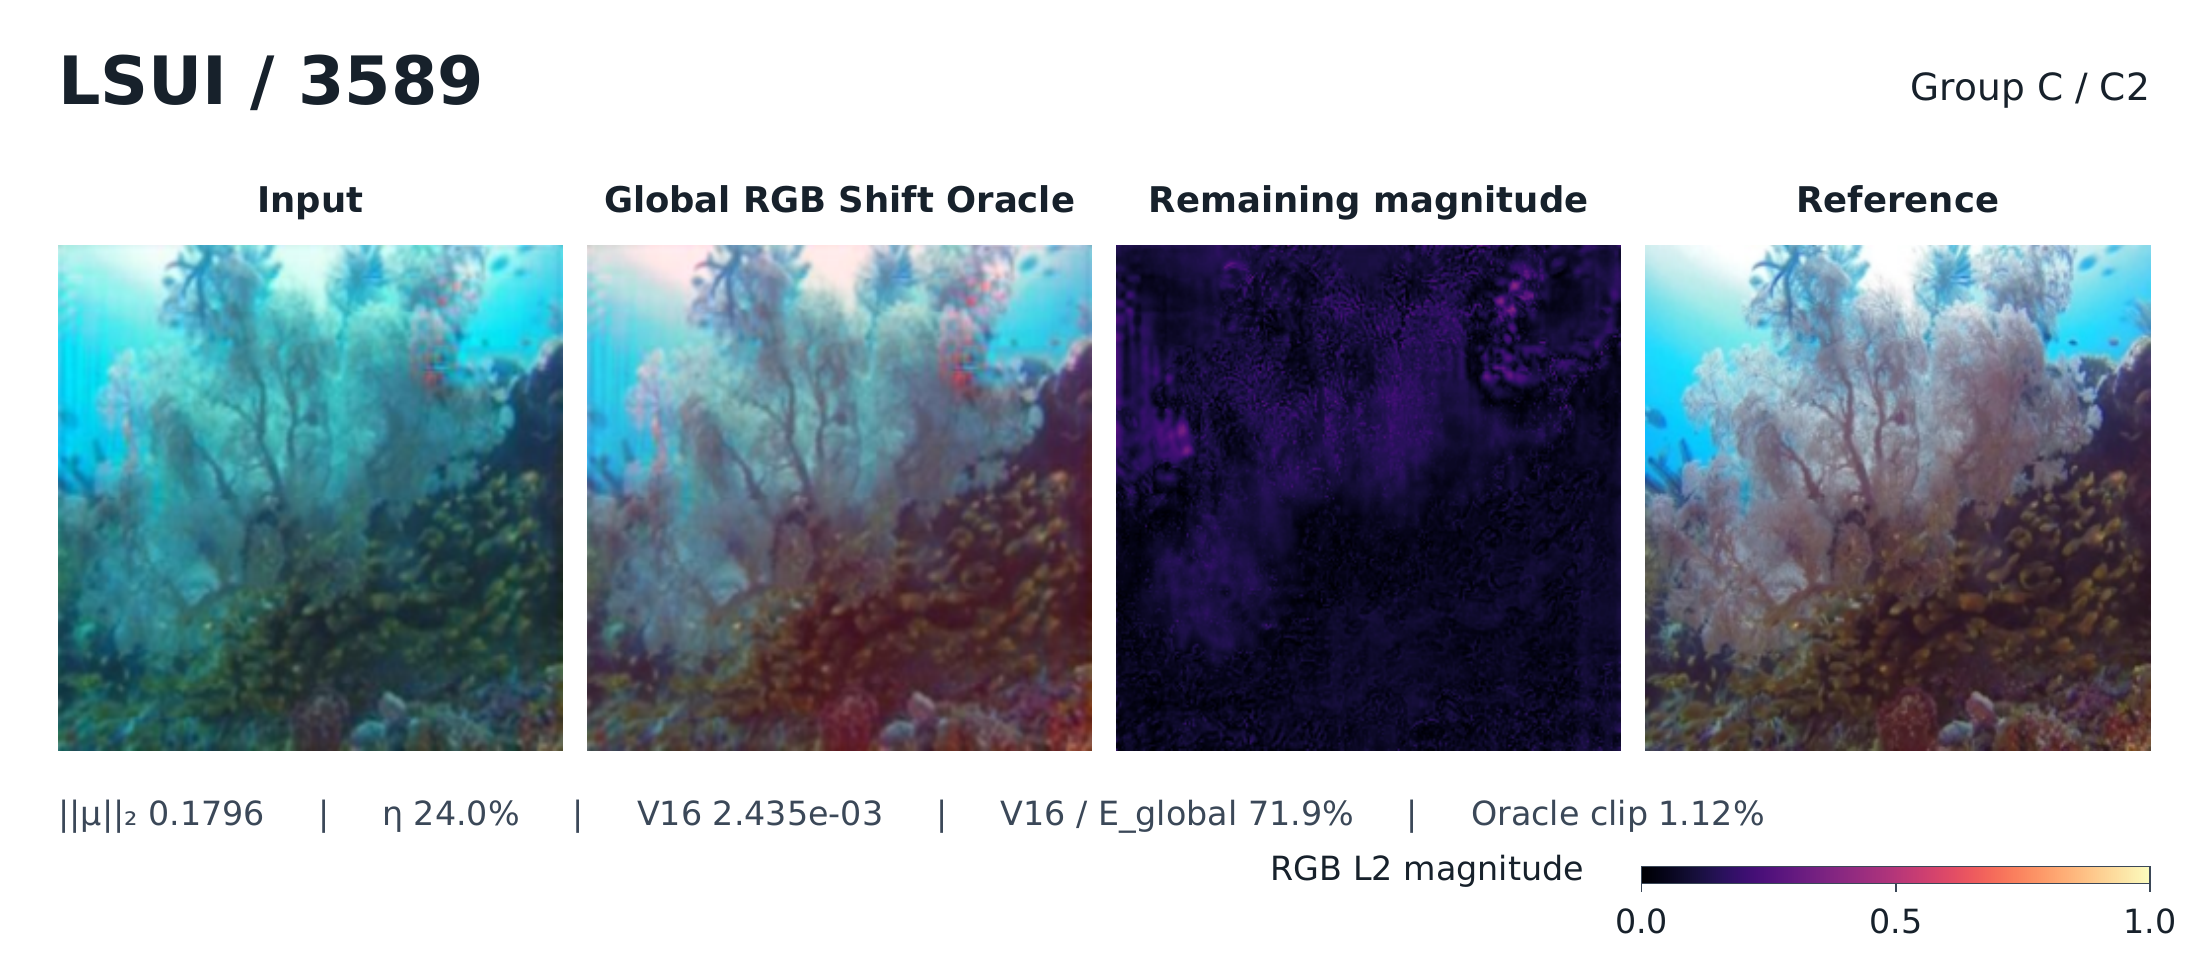 LSUI / 3589
Group C / C2
Input
Global RGB Shift Oracle
Remaining magnitude
Reference
||μ||₂ 0.1796 | η 24.0% | V16 2.435e-03 | V16 / E_global 71.9% | Oracle clip 1.12%
RGB L2 magnitude
0.0 0.5 1.0